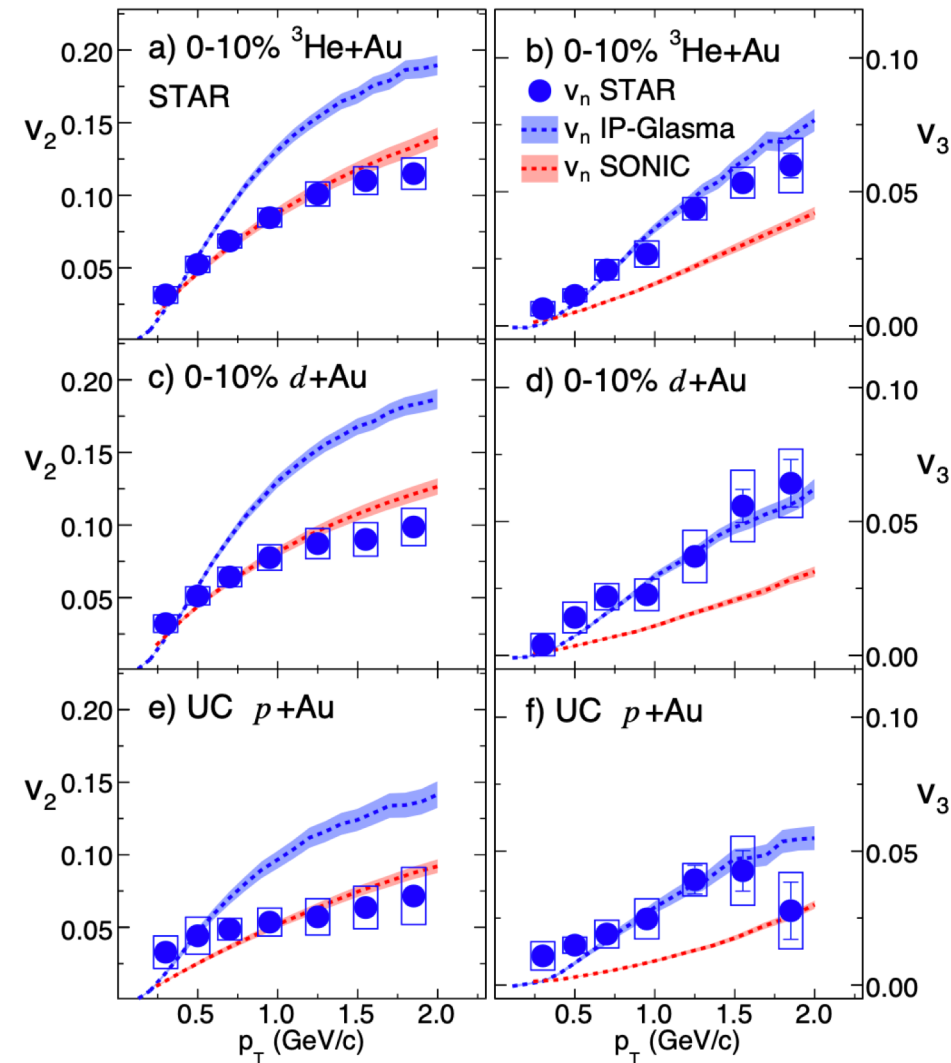 a) 0-10% ³He+Au
STAR
v₂
0.20
0.15
0.10
0.05
b) 0-10% ³He+Au
vₙ STAR
vₙ IP-Glasma
vₙ SONIC
0.10
v₃
0.05
0.00
c) 0-10% d+Au
v₂
0.20
0.15
0.10
0.05
d) 0-10% d+Au
0.10
v₃
0.05
0.00
e) UC p+Au
v₂
0.20
0.15
0.10
0.05
0.5 1.0 1.5 2.0
p_T (GeV/c)
f) UC p+Au
0.10
v₃
0.05
0.00
0.5 1.0 1.5 2.0
p_T (GeV/c)